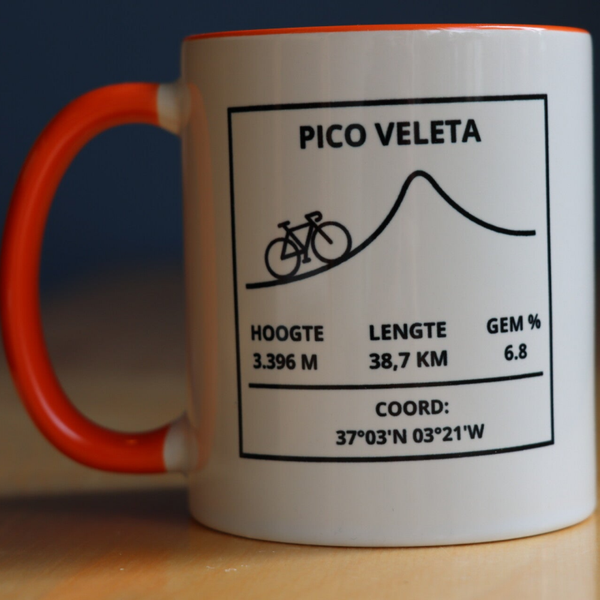 PICO VELETA
HOOGTE LENGTE GEM %
3.396 M 38,7 KM 6.8
COORD:
37°03'N 03°21'W